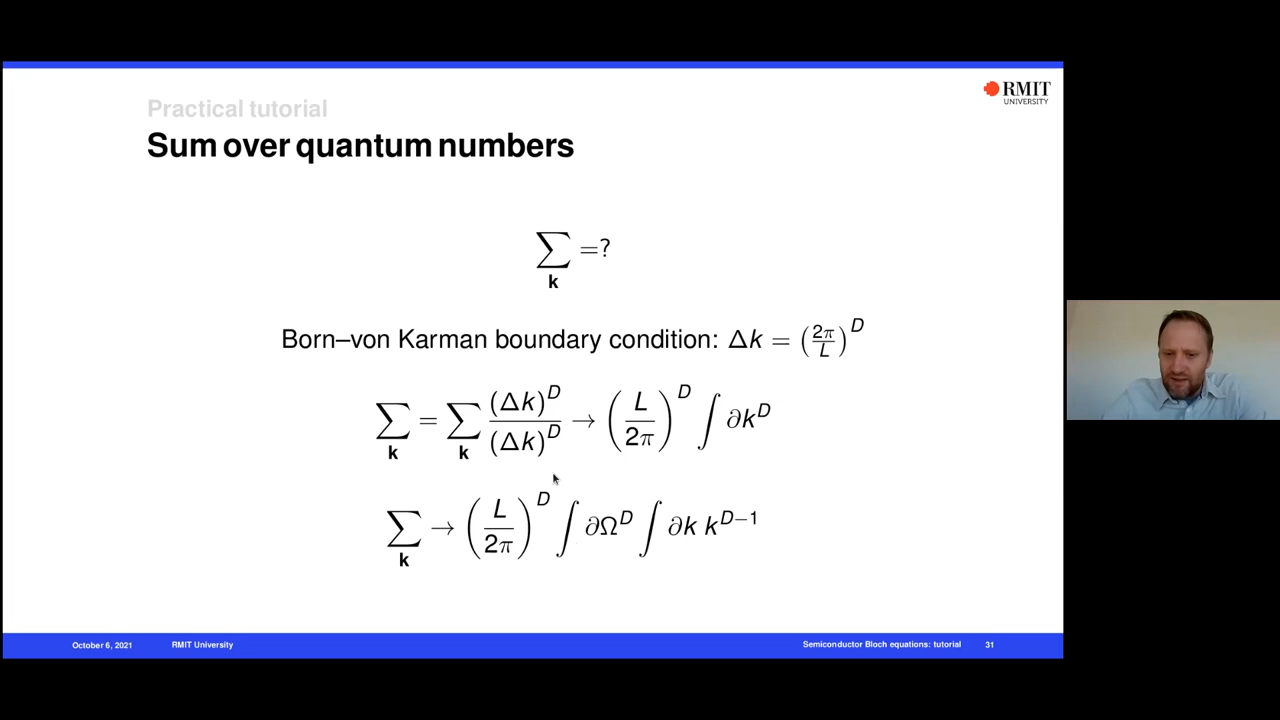 RMIT
UNIVERSITY
Practical tutorial
Sum over quantum numbers
∑_k =?
Born–von Karman boundary condition: Δk = (2π/L)^D
∑_k = ∑_k (Δk)^D/(Δk)^D → (L/2π)^D ∫ ∂k^D
∑_k → (L/2π)^D ∫ ∂Ω^D ∫ ∂k k^{D−1}
October 6, 2021 RMIT University Semiconductor Bloch equations: tutorial 31